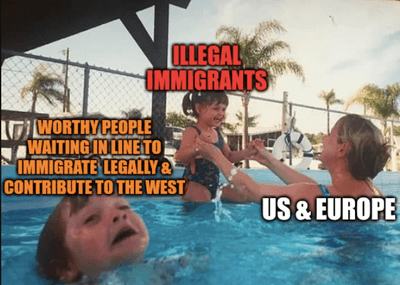 ILLEGAL
IMMIGRANTS
WORTHY PEOPLE
WAITING IN LINE TO
IMMIGRATE LEGALLY &
CONTRIBUTE TO THE WEST
US & EUROPE